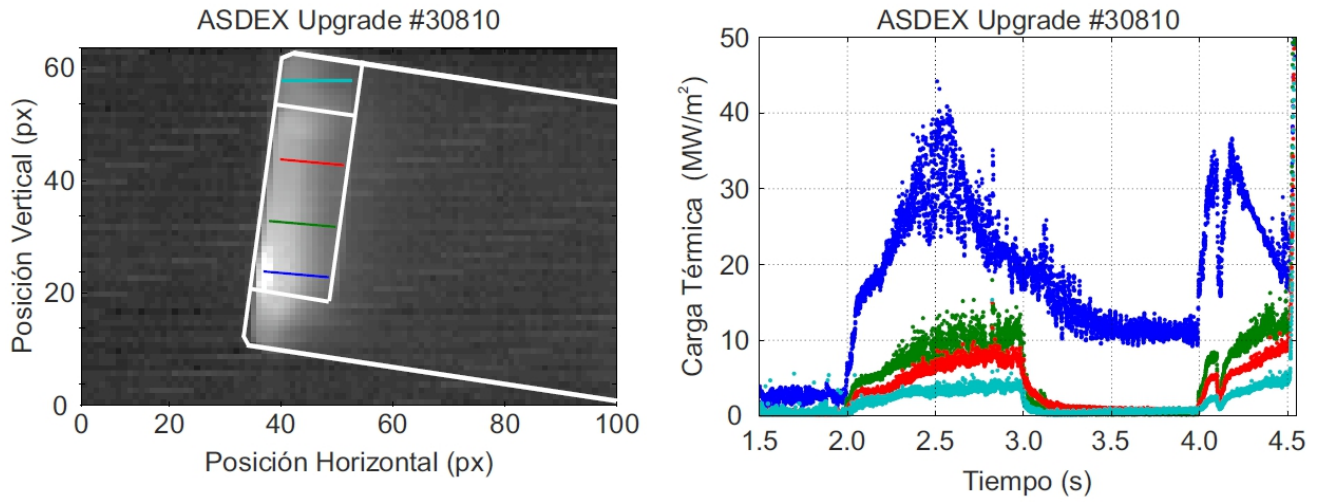 ASDEX Upgrade #30810
Posición Vertical (px)
60
40
20
0
0 20 40 60 80 100
Posición Horizontal (px)
ASDEX Upgrade #30810
Carga Térmica (MW/m²)
50
40
30
20
10
0
1.5 2.0 2.5 3.0 3.5 4.0 4.5
Tiempo (s)